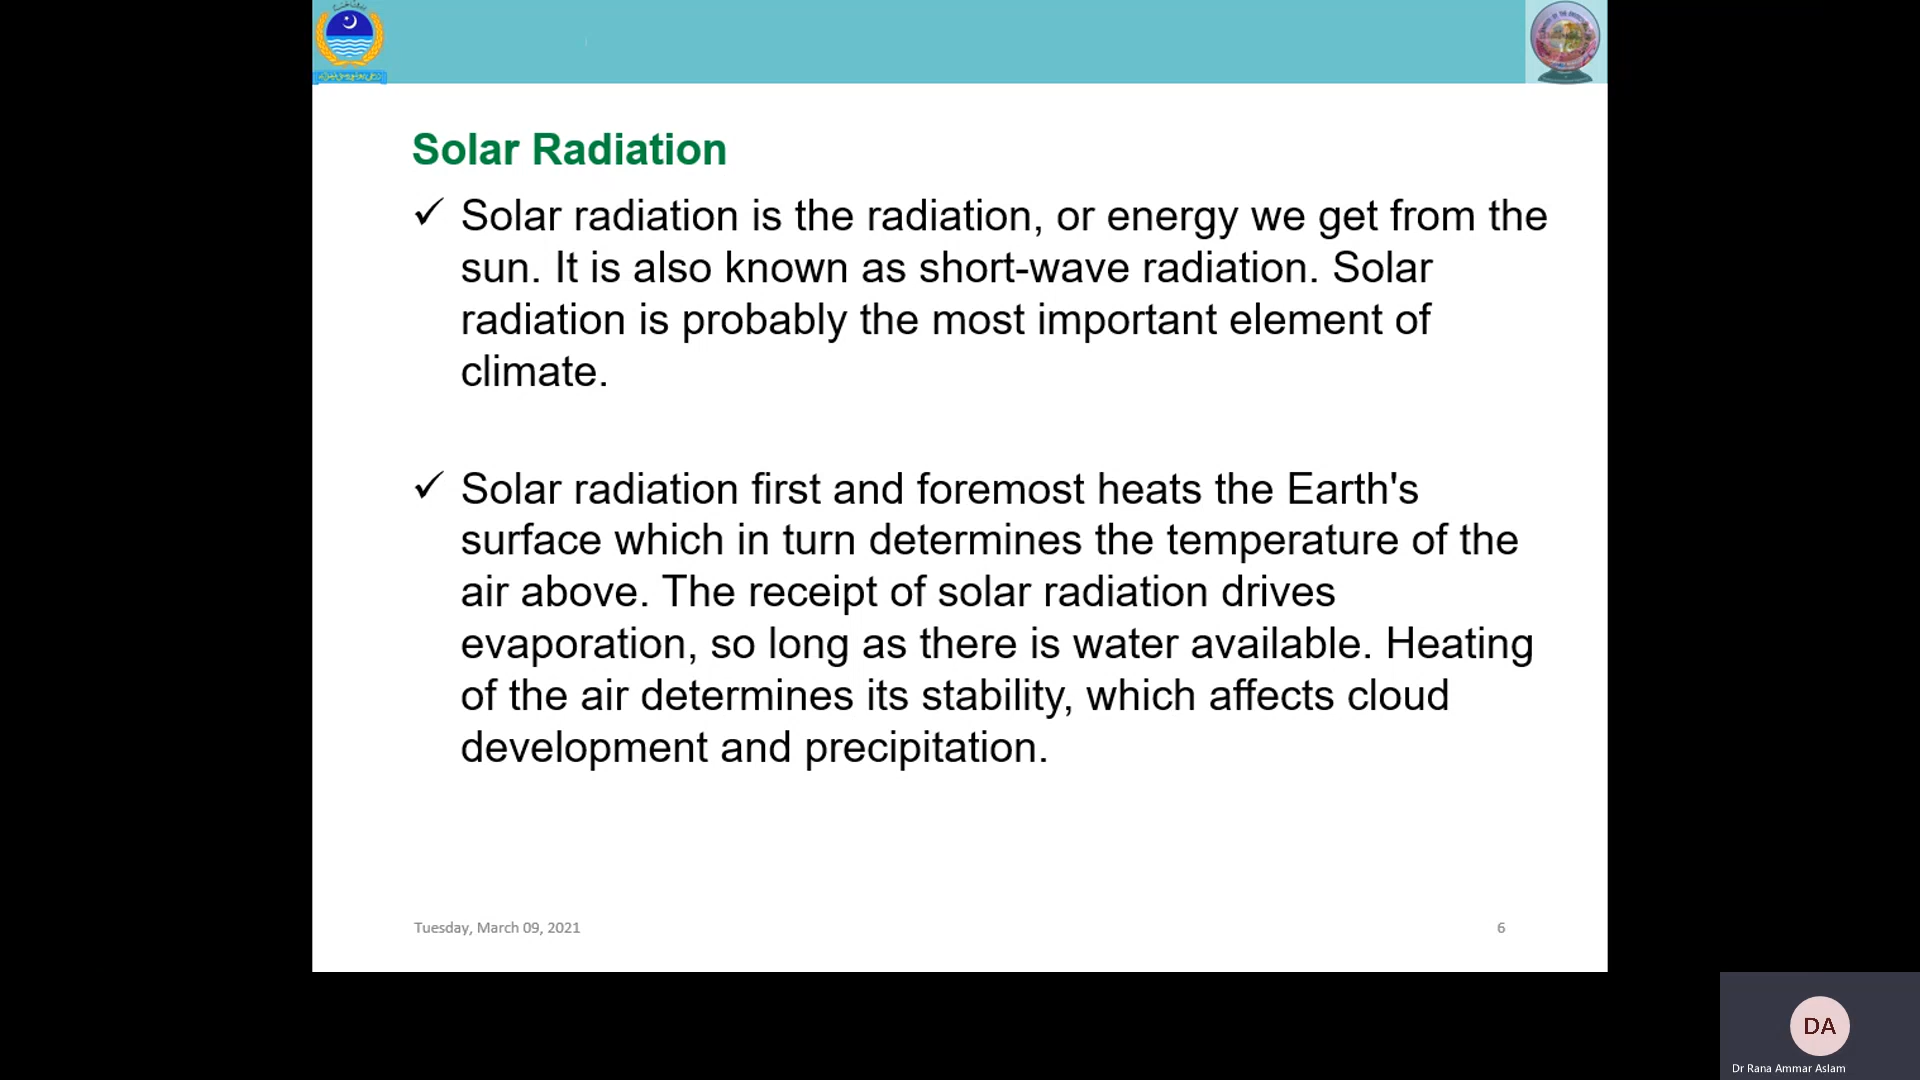 Solar Radiation
✓ Solar radiation is the radiation, or energy we get from the
sun. It is also known as short-wave radiation. Solar
radiation is probably the most important element of
climate.
✓ Solar radiation first and foremost heats the Earth's
surface which in turn determines the temperature of the
air above. The receipt of solar radiation drives
evaporation, so long as there is water available. Heating
of the air determines its stability, which affects cloud
development and precipitation.
Tuesday, March 09, 2021
6
DA
Dr Rana Ammar Aslam